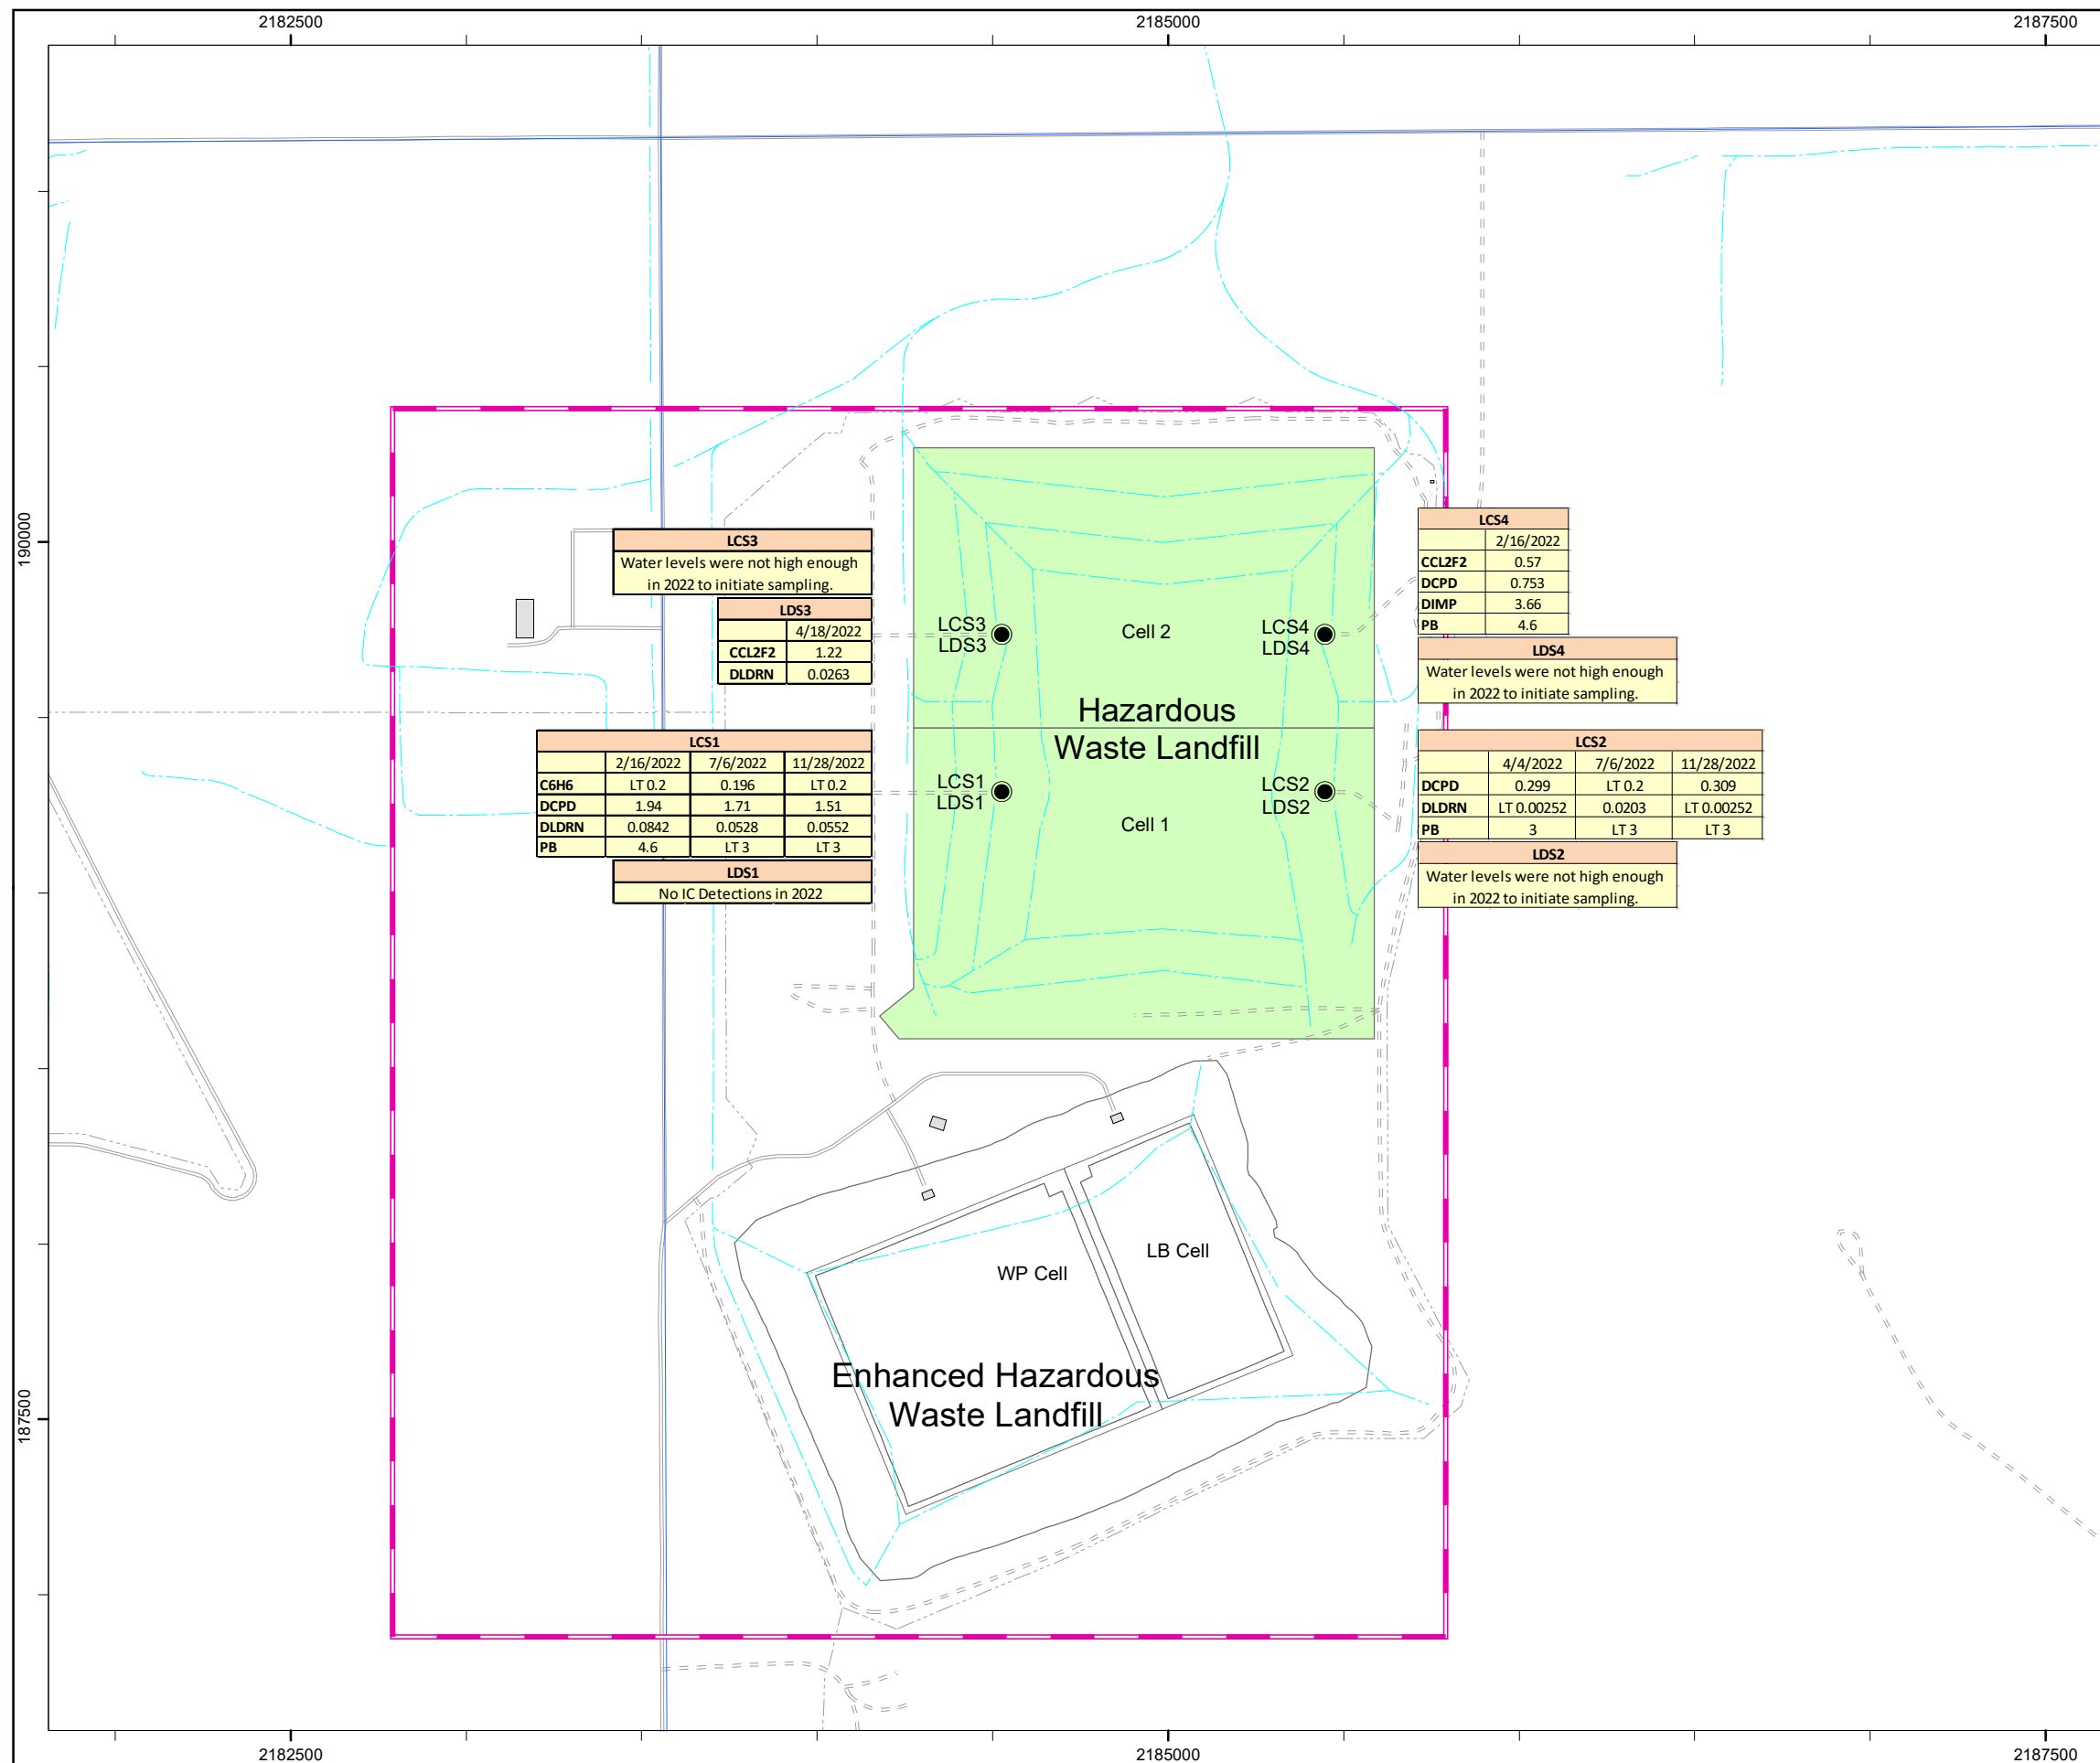 2182500 2185000 2187500
190000
187500
LCS3
Water levels were not high enough
in 2022 to initiate sampling.
LDS3
4/18/2022
CCL2F2 1.22
DLDRN 0.0263
LCS1
2/16/2022 7/6/2022 11/28/2022
C6H6 LT 0.2 0.196 LT 0.2
DCPD 1.94 1.71 1.51
DLDRN 0.0842 0.0528 0.0552
PB 4.6 LT 3 LT 3
LDS1
No IC Detections in 2022
LCS3
LDS3
Cell 2
LCS4
LDS4
Hazardous
Waste Landfill
LCS1
LDS1
Cell 1
LCS2
LDS2
LCS4
2/16/2022
CCL2F2 0.57
DCPD 0.753
DIMP 3.66
PB 4.6
LDS4
Water levels were not high enough
in 2022 to initiate sampling.
LCS2
4/4/2022 7/6/2022 11/28/2022
DCPD 0.299 LT 0.2 0.309
DLDRN LT 0.00252 0.0203 LT 0.00252
PB 3 LT 3 LT 3
LDS2
Water levels were not high enough
in 2022 to initiate sampling.
LB Cell
WP Cell
Enhanced Hazardous
Waste Landfill
2182500 2185000 2187500